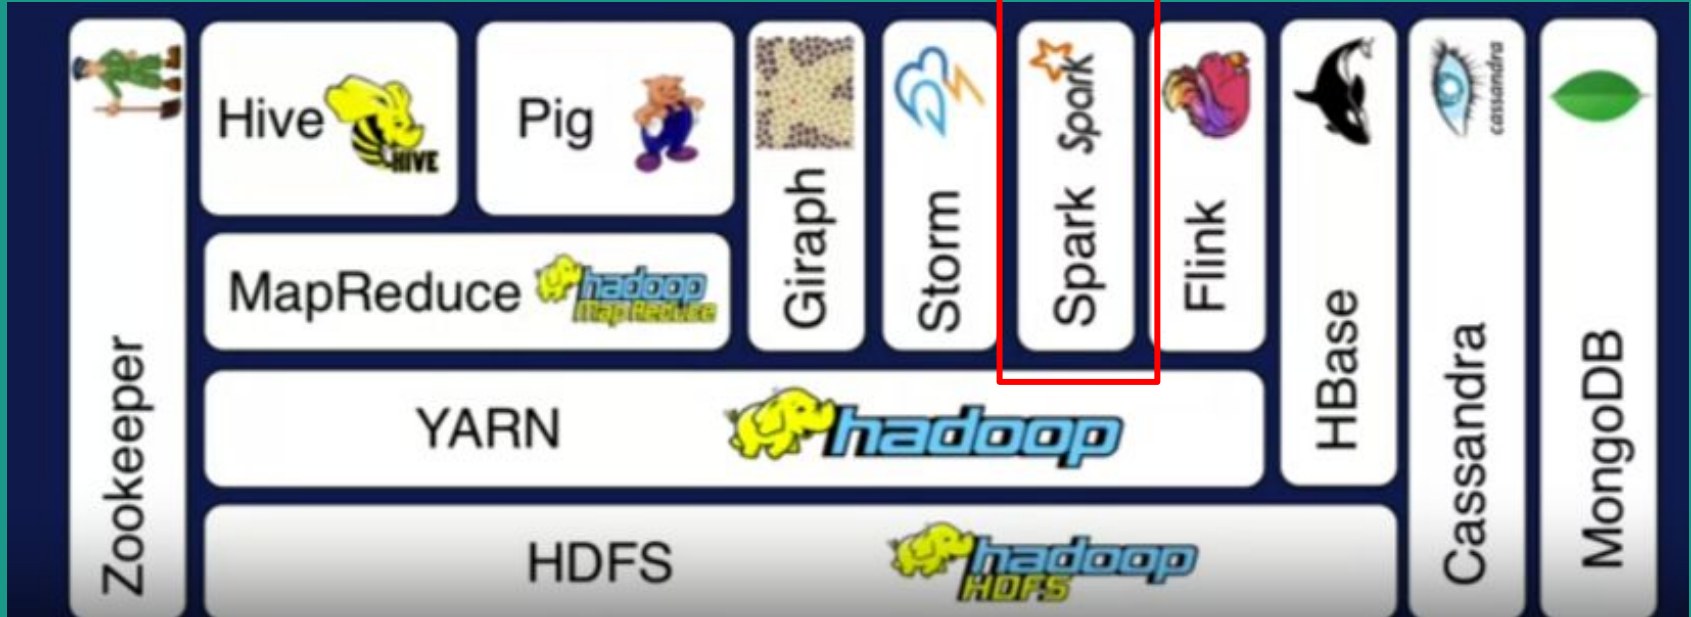 Zookeeper
Hive
HIVE
Pig
MapReduce
hadoop
Map Reduce
Giraph
Storm
Spark
Spark
Flink
HBase
cassandra
Cassandra
MongoDB
YARN
hadoop
HDFS
hadoop
HDFS